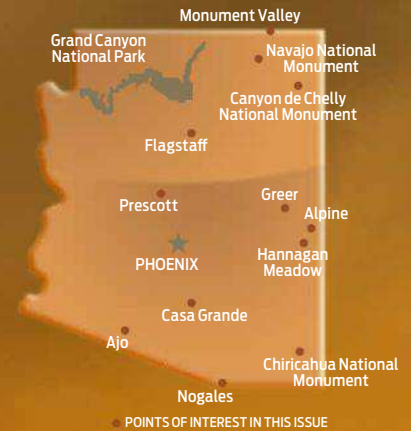 Monument Valley
Grand Canyon
National Park
Navajo National
Monument
Canyon de Chelly
National Monument
Flagstaff
Prescott
Greer
Alpine
PHOENIX
Hannagan
Meadow
Casa Grande
Ajo
Chiricahua National
Monument
Nogales
POINTS OF INTEREST IN THIS ISSUE